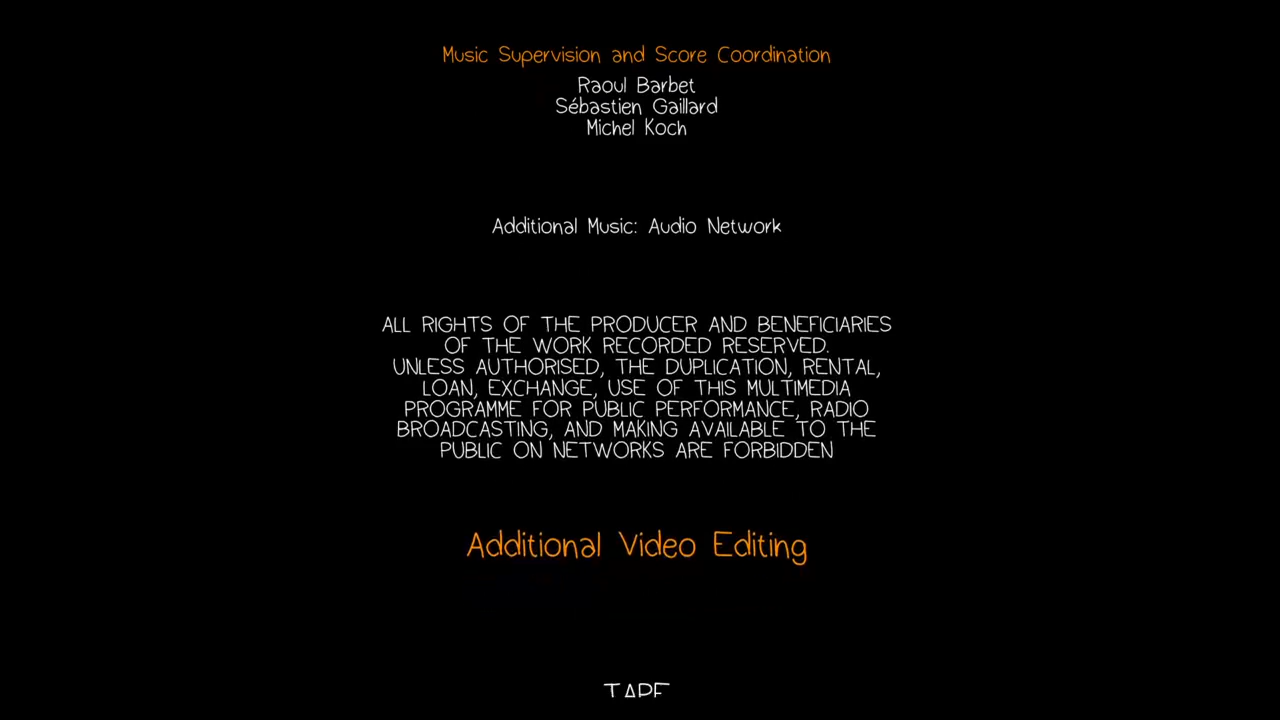 Music Supervision and Score Coordination
Raoul Barbet
Sébastien Gaillard
Michel Koch
Additional Music: Audio Network
ALL RIGHTS OF THE PRODUCER AND BENEFICIARIES
OF THE WORK RECORDED RESERVED.
UNLESS AUTHORISED, THE DUPLICATION, RENTAL,
LOAN, EXCHANGE, USE OF THIS MULTIMEDIA
PROGRAMME FOR PUBLIC PERFORMANCE, RADIO
BROADCASTING, AND MAKING AVAILABLE TO THE
PUBLIC ON NETWORKS ARE FORBIDDEN
Additional Video Editing